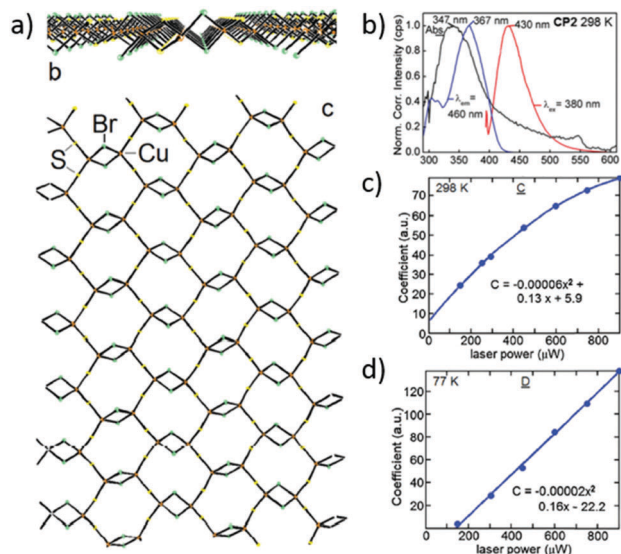 a)
b
c
Br
S
Cu
b)
347 nm
367 nm
430 nm
CP2 298 K
Abs
λem=
460 nm
λex = 380 nm
Norm. Corr. Intensity (cps)
1.0
0.8
0.6
0.4
0.2
0.0
300 350 400 450 500 550 600
c)
298 K
C
Coefficient (a.u.)
70
60
50
40
30
20
10
0
C = -0.00006x² +
0.13 x + 5.9
0 200 400 600 800
laser power (μW)
d)
77 K
D
Coefficient (a.u.)
120
100
80
60
40
20
C = -0.00002x²
0.16x - 22.2
0 200 400 600 800
laser power (μW)